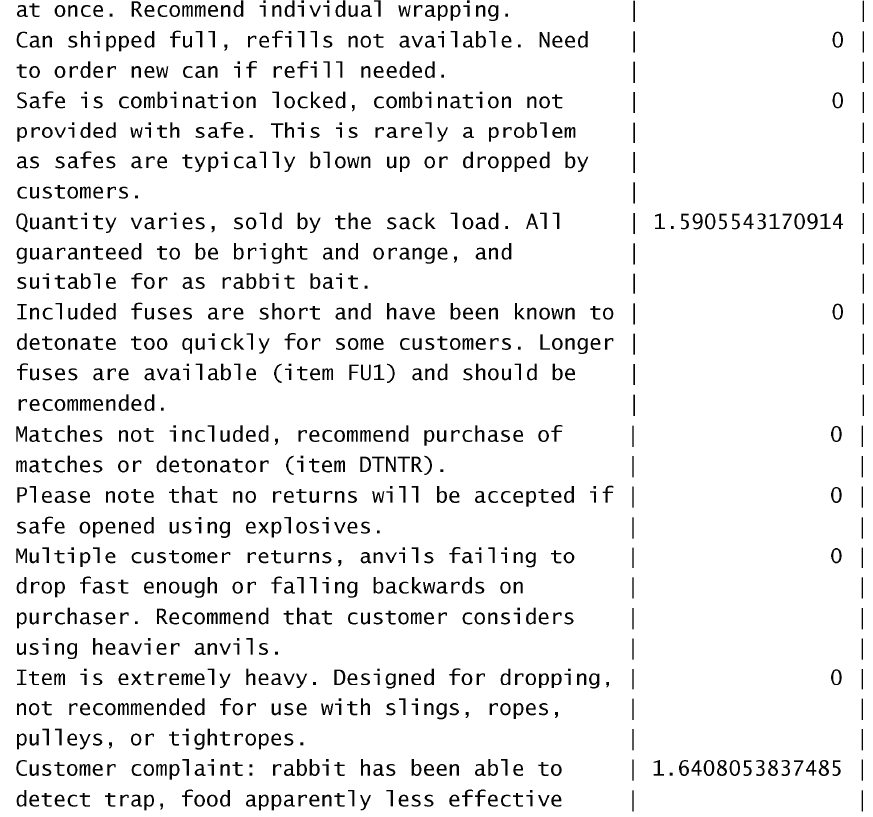 at once. Recommend individual wrapping. | |
Can shipped full, refills not available. Need | 0 |
to order new can if refill needed. | |
Safe is combination locked, combination not | 0 |
provided with safe. This is rarely a problem | |
as safes are typically blown up or dropped by | |
customers. | |
Quantity varies, sold by the sack load. All | 1.5905543170914 |
guaranteed to be bright and orange, and | |
suitable for as rabbit bait. | |
Included fuses are short and have been known to | 0 |
detonate too quickly for some customers. Longer | |
fuses are available (item FU1) and should be | |
recommended. | |
Matches not included, recommend purchase of | 0 |
matches or detonator (item DTNTR). | |
Please note that no returns will be accepted if | 0 |
safe opened using explosives. | |
Multiple customer returns, anvils failing to | 0 |
drop fast enough or falling backwards on | |
purchaser. Recommend that customer considers | |
using heavier anvils. | |
Item is extremely heavy. Designed for dropping, | 0 |
not recommended for use with slings, ropes, | |
pulleys, or tightropes. | |
Customer complaint: rabbit has been able to | 1.6408053837485 |
detect trap, food apparently less effective | |